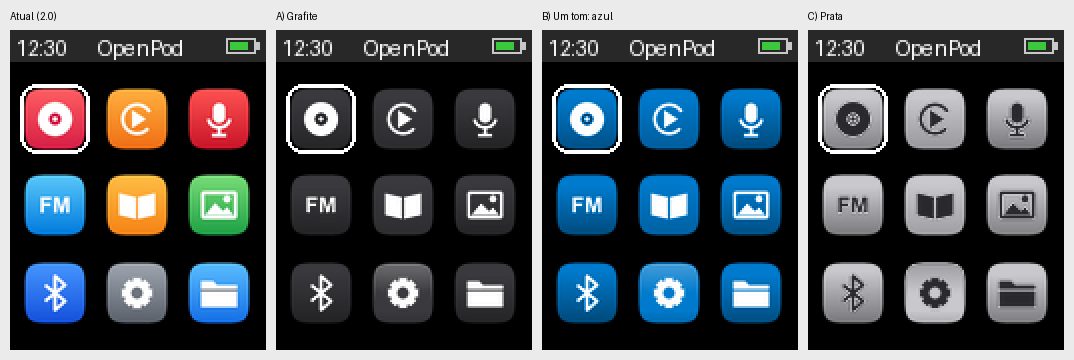 Atual (2.0)
A) Grafite
B) Um tom: azul
C) Prata
12:30 OpenPod
12:30 OpenPod
12:30 OpenPod
12:30 OpenPod
FM
FM
FM
FM